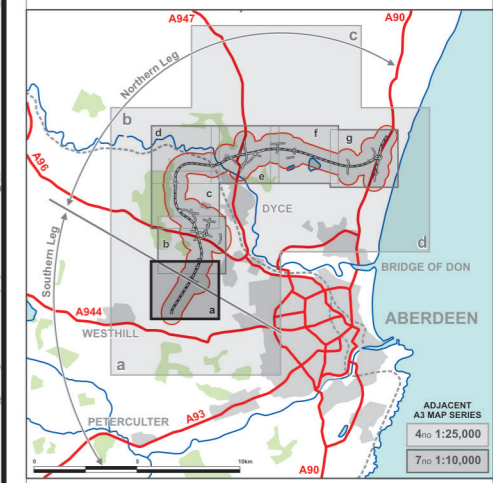 A947
A90
c
Northern Leg
b
d
f
g
A96
e
c
DYCE
b
d
Southern Leg
BRIDGE OF DON
a
A944
ABERDEEN
WESTHILL
a
ADJACENT
A3 MAP SERIES
A93
4no 1:25,000
PETERCULTER
7no 1:10,000
0 5 10km
A90